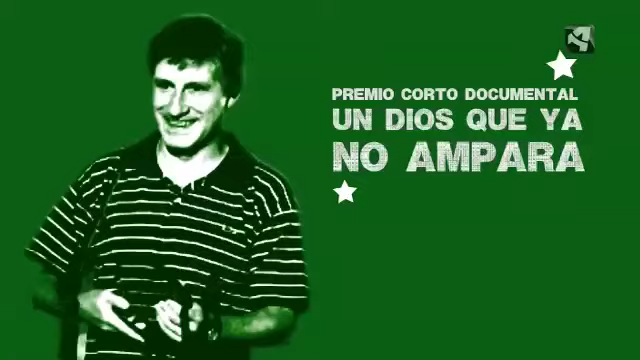 PREMIO CORTO DOCUMENTAL
UN DIOS QUE YA
NO AMPARA